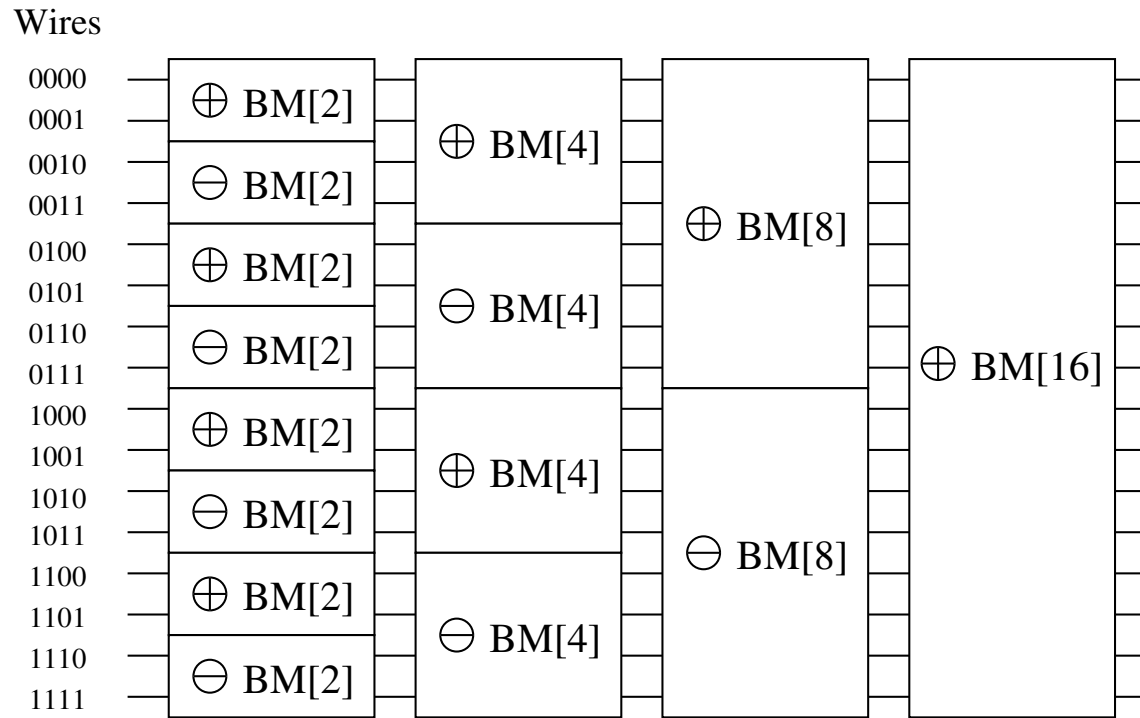 Wires
0000
0001
0010
0011
0100
0101
0110
0111
1000
1001
1010
1011
1100
1101
1110
1111
⊕ BM[2]
⊖ BM[2]
⊕ BM[2]
⊖ BM[2]
⊕ BM[2]
⊖ BM[2]
⊕ BM[2]
⊖ BM[2]
⊕ BM[4]
⊖ BM[4]
⊕ BM[4]
⊖ BM[4]
⊕ BM[8]
⊖ BM[8]
⊕ BM[16]